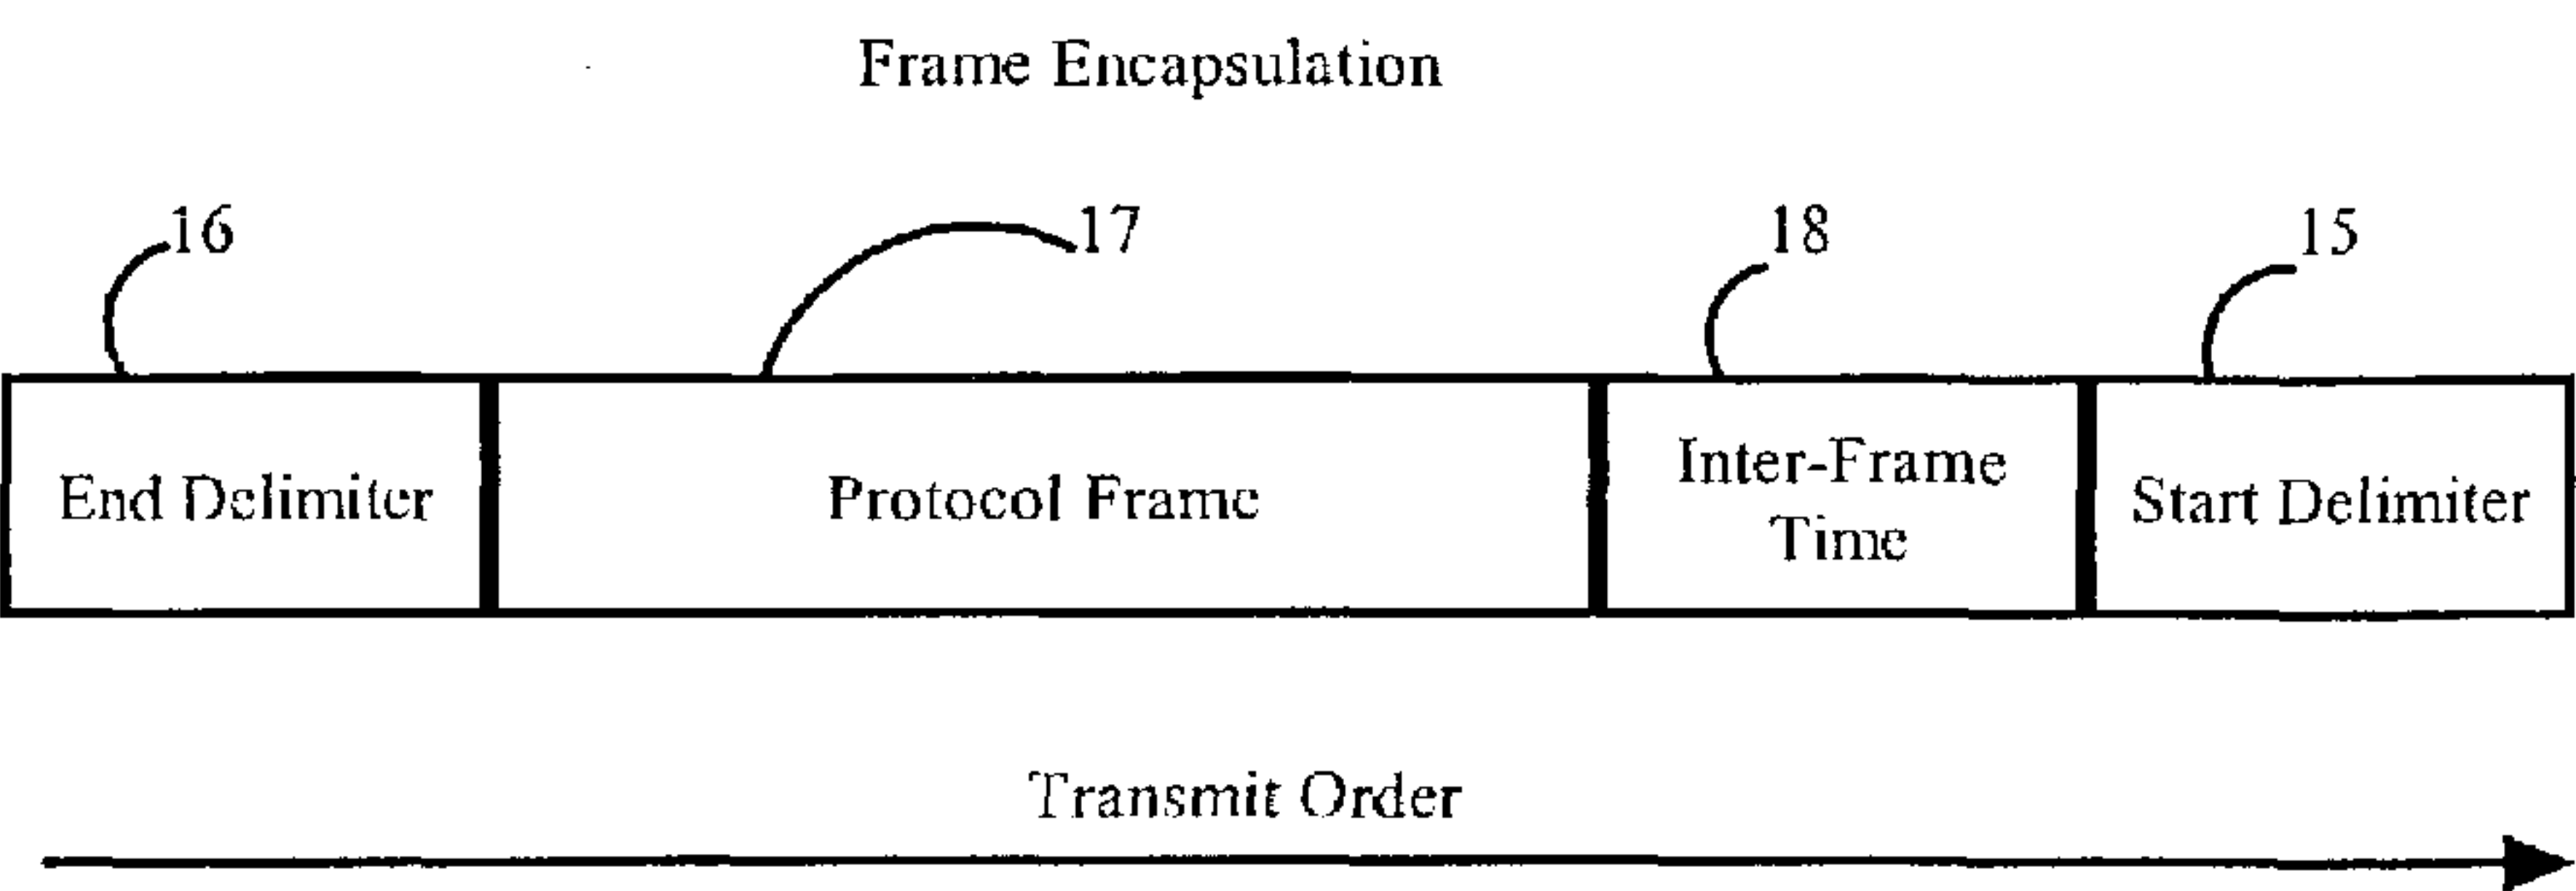 Frame Encapsulation
16
17
18
15
End Delimiter
Protocol Frame
Inter-Frame
Time
Start Delimiter
Transmit Order